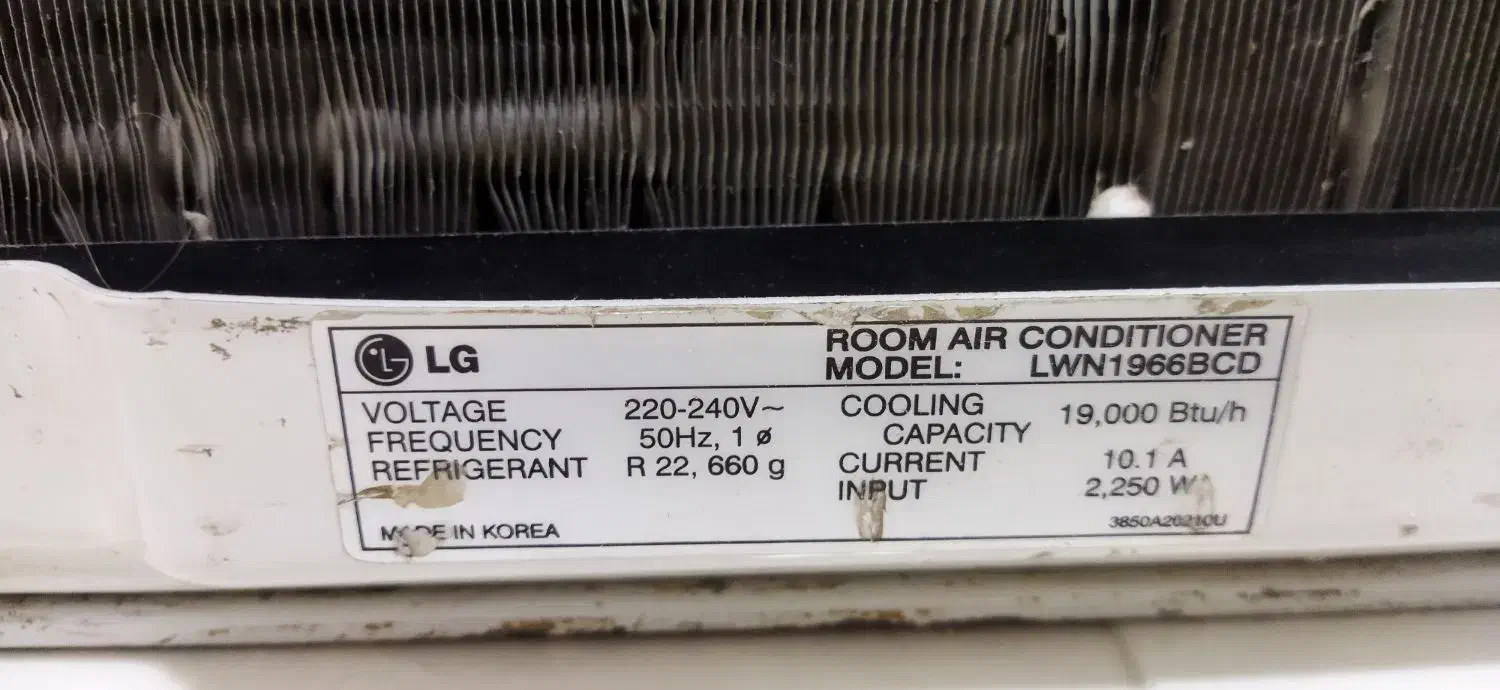 LG
ROOM AIR CONDITIONER
MODEL: LWN1966BCD
VOLTAGE 220-240V~
FREQUENCY 50Hz, 1 ø
REFRIGERANT R 22, 660 g
COOLING
CAPACITY 19,000 Btu/h
CURRENT 10.1 A
INPUT 2,250 W
MADE IN KOREA
3850A20210U